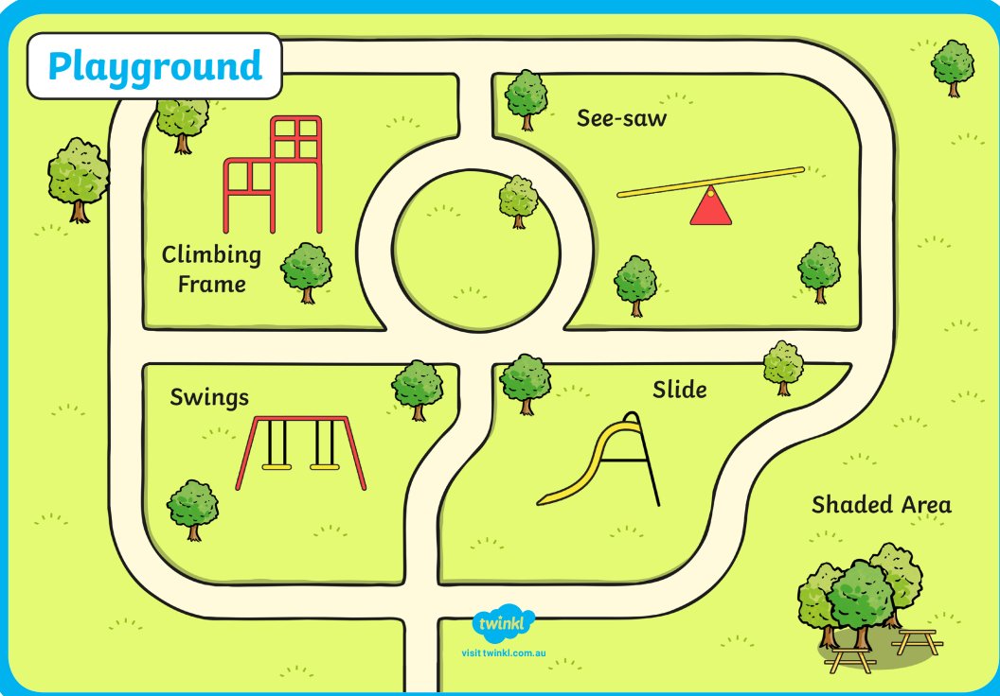 Playground
See-saw
Climbing
Frame
Swings
Slide
Shaded Area
twinkl
visit twinkl.com.au